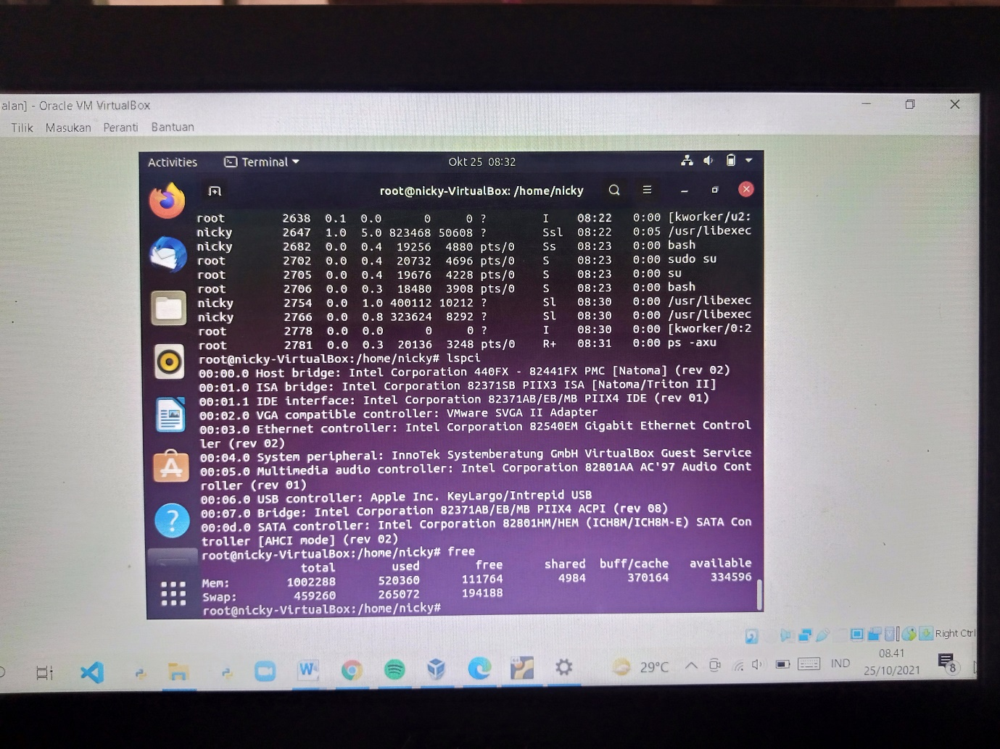 alan] - Oracle VM VirtualBox
Tilik Masukan Peranti Bantuan
Activities Terminal Okt 25 08:32
root@nicky-VirtualBox: /home/nicky
root 2638 0.1 0.0 0 0 ? I 08:22 0:00 [kworker/u2:
nicky 2647 1.0 5.0 823468 50608 ? Ssl 08:22 0:05 /usr/libexec
nicky 2682 0.0 0.4 19256 4880 pts/0 Ss 08:23 0:00 bash
root 2702 0.0 0.4 20732 4696 pts/0 S 08:23 0:00 sudo su
root 2705 0.0 0.4 19676 4228 pts/0 S 08:23 0:00 su
root 2706 0.0 0.3 18480 3908 pts/0 S 08:23 0:00 bash
nicky 2754 0.0 1.0 400112 10212 ? Sl 08:30 0:00 /usr/libexec
nicky 2766 0.0 0.8 323624 8292 ? Sl 08:30 0:00 /usr/libexec
root 2778 0.0 0.0 0 0 ? I 08:30 0:00 [kworker/0:2
root 2781 0.0 0.3 20136 3248 pts/0 R+ 08:31 0:00 ps -axu
root@nicky-VirtualBox:/home/nicky# lspci
00:00.0 Host bridge: Intel Corporation 440FX - 82441FX PMC [Natoma] (rev 02)
00:01.0 ISA bridge: Intel Corporation 82371SB PIIX3 ISA [Natoma/Triton II]
00:01.1 IDE interface: Intel Corporation 82371AB/EB/MB PIIX4 IDE (rev 01)
00:02.0 VGA compatible controller: VMware SVGA II Adapter
00:03.0 Ethernet controller: Intel Corporation 82540EM Gigabit Ethernet Control
ler (rev 02)
00:04.0 System peripheral: InnoTek Systemberatung GmbH VirtualBox Guest Service
00:05.0 Multimedia audio controller: Intel Corporation 82801AA AC'97 Audio Cont
roller (rev 01)
00:06.0 USB controller: Apple Inc. KeyLargo/Intrepid USB
00:07.0 Bridge: Intel Corporation 82371AB/EB/MB PIIX4 ACPI (rev 08)
00:0d.0 SATA controller: Intel Corporation 82801HM/HEM (ICH8M/ICH8M-E) SATA Con
troller [AHCI mode] (rev 02)
root@nicky-VirtualBox:/home/nicky# free
total used free shared buff/cache available
Mem: 1002288 520360 111764 4984 370164 334596
Swap: 459260 265072 194188
root@nicky-VirtualBox:/home/nicky#
Right Ctrl
29°C IND 08.41
25/10/2021 8